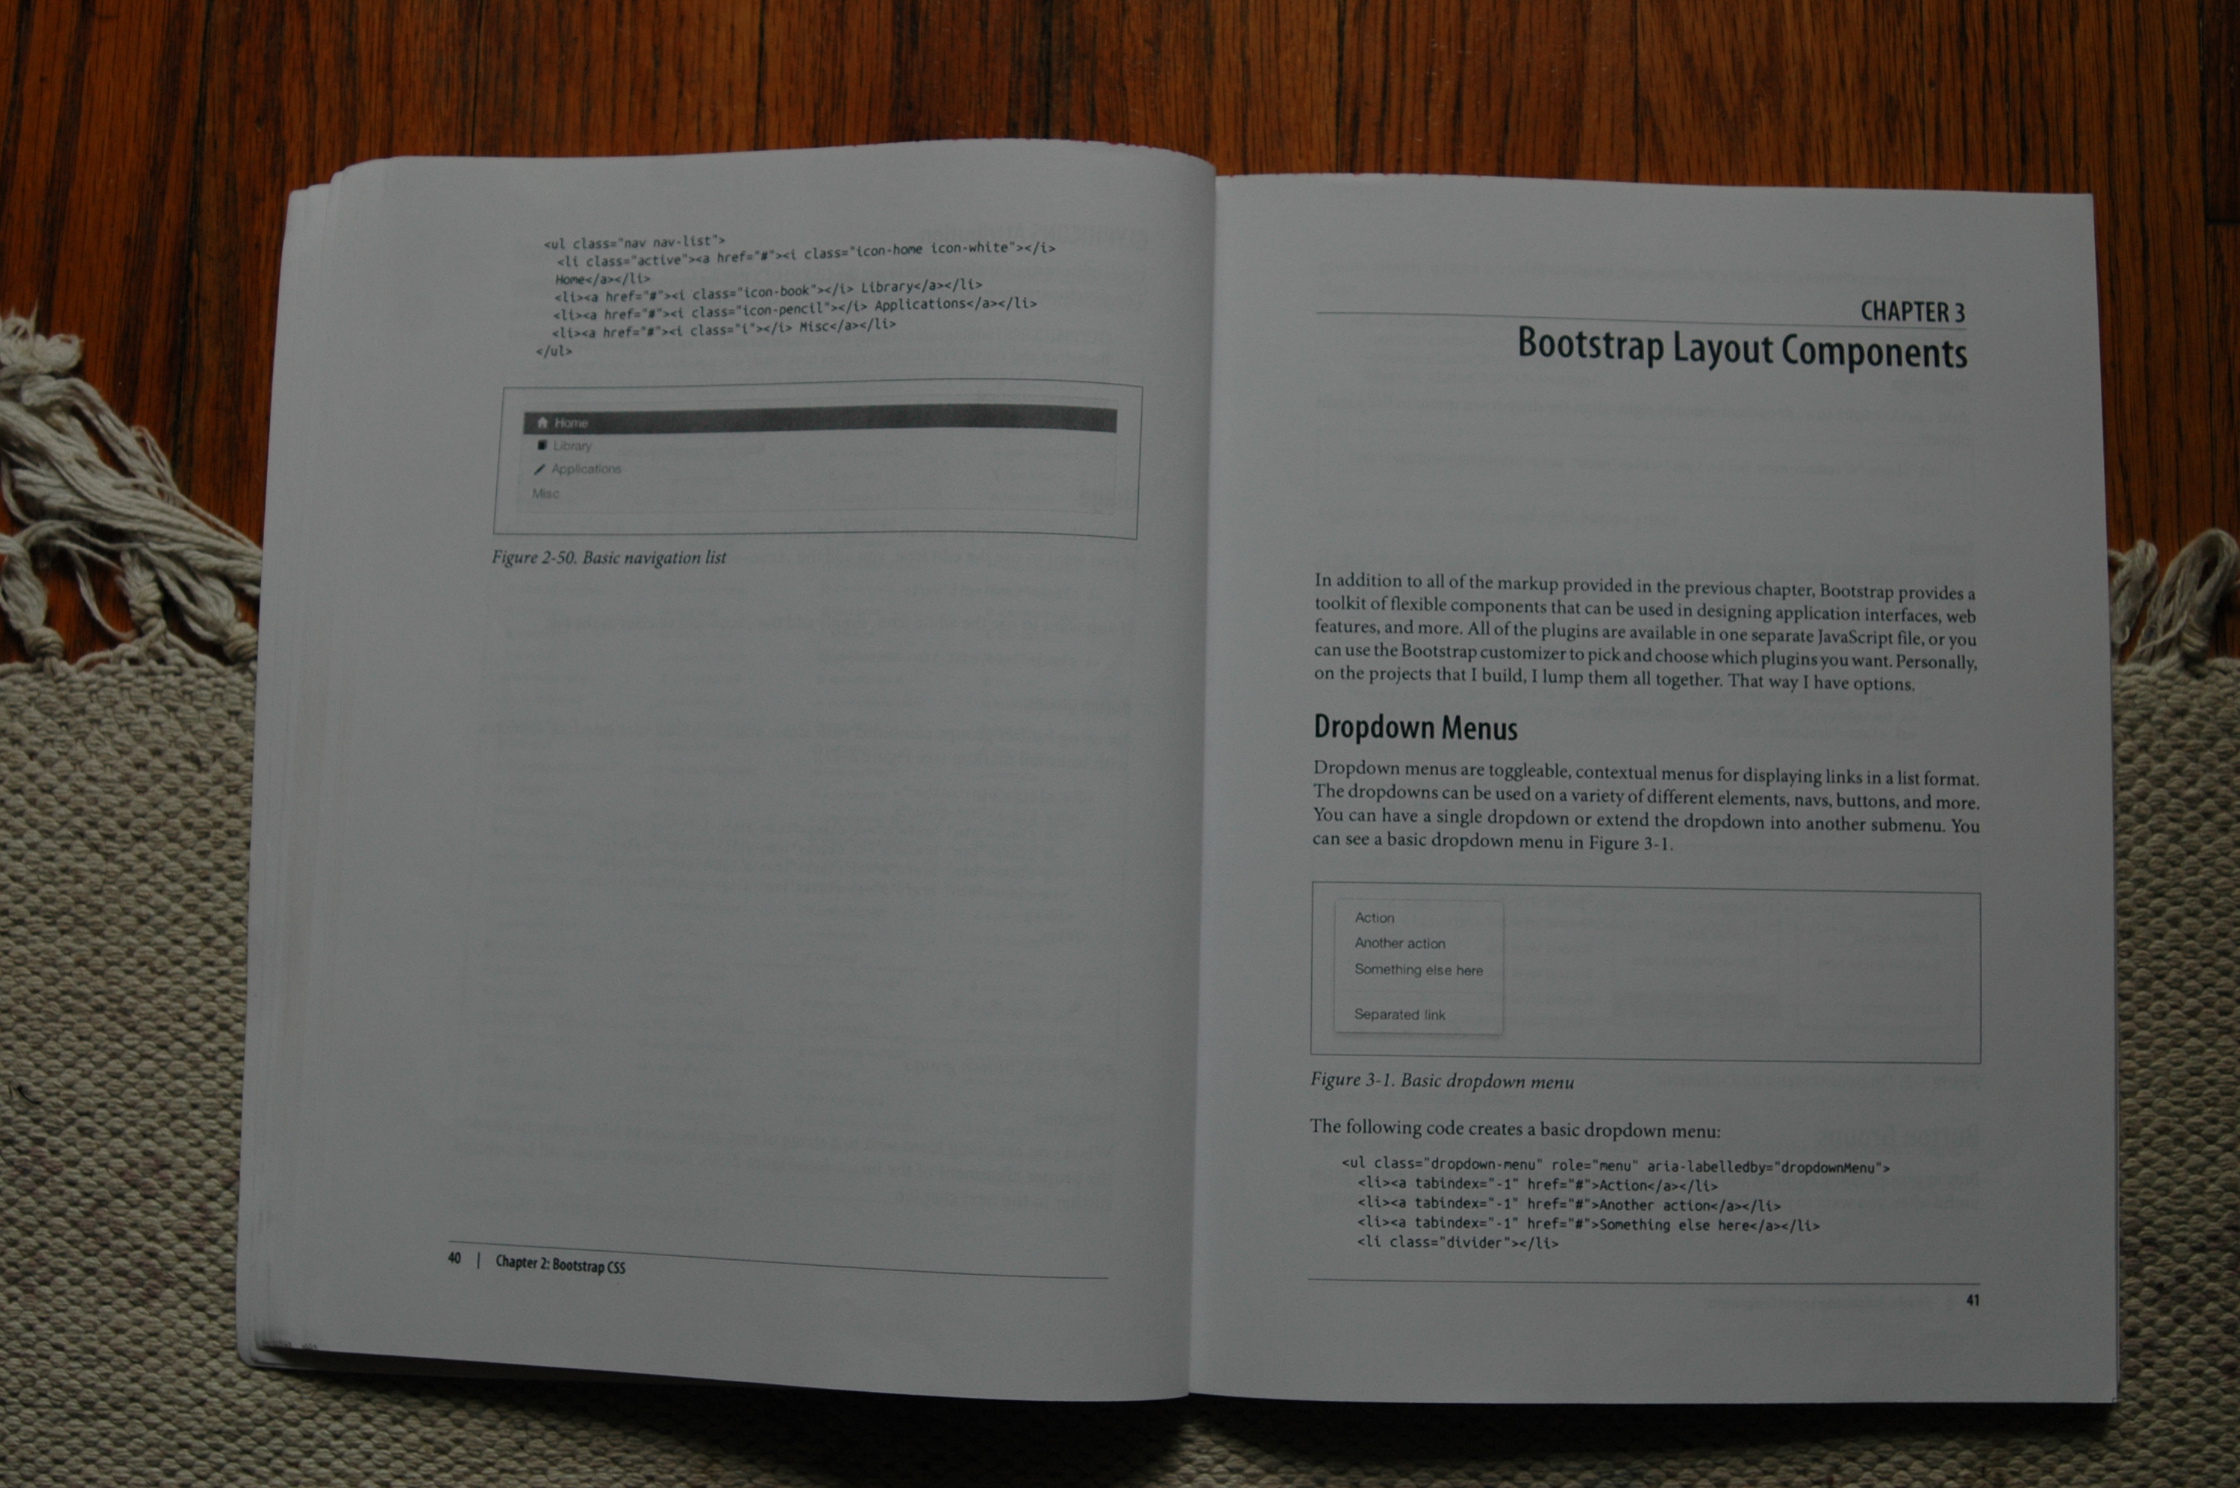 <ul class="nav nav-list">
<li class="active"><a href="#"><i class="icon-home icon-white"></i>
Home</a></li>
<li><a href="#"><i class="icon-book"></i> Library</a></li>
<li><a href="#"><i class="icon-pencil"></i> Applications</a></li>
<li><a href="#"><i class="i"></i> Misc</a></li>
</ul>
Home
Library
Applications
Misc
Figure 2-50. Basic navigation list
40 | Chapter 2: Bootstrap CSS
CHAPTER 3
Bootstrap Layout Components
In addition to all of the markup provided in the previous chapter, Bootstrap provides a
toolkit of flexible components that can be used in designing application interfaces, web
features, and more. All of the plugins are available in one separate JavaScript file, or you
can use the Bootstrap customizer to pick and choose which plugins you want. Personally,
on the projects that I build, I lump them all together. That way I have options.
Dropdown Menus
Dropdown menus are toggleable, contextual menus for displaying links in a list format.
The dropdowns can be used on a variety of different elements, navs, buttons, and more.
You can have a single dropdown or extend the dropdown into another submenu. You
can see a basic dropdown menu in Figure 3-1.
Action
Another action
Something else here
Separated link
Figure 3-1. Basic dropdown menu
The following code creates a basic dropdown menu:
<ul class="dropdown-menu" role="menu" aria-labelledby="dropdownMenu">
<li><a tabindex="-1" href="#">Action</a></li>
<li><a tabindex="-1" href="#">Another action</a></li>
<li><a tabindex="-1" href="#">Something else here</a></li>
<li class="divider"></li>
41